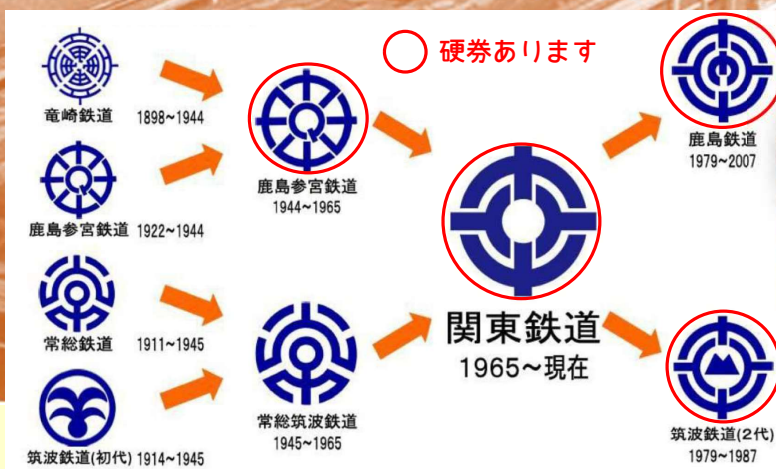 硬券あります
竜崎鉄道 1898~1944
鹿島参宮鉄道 1922~1944
常総鉄道 1911~1945
筑波鉄道(初代) 1914~1945
鹿島参宮鉄道
1944~1965
常総筑波鉄道
1945~1965
関東鉄道
1965~現在
鹿島鉄道
1979~2007
筑波鉄道(2代)
1979~1987